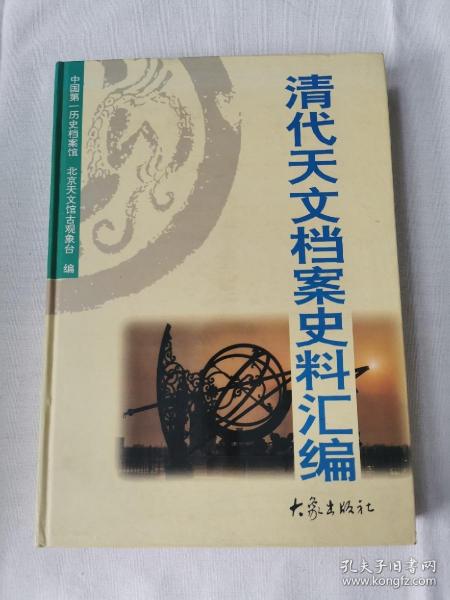 清代天文档案史料汇编
中国第一历史档案馆 北京天文馆古观象台 编
大象出版社
孔夫子旧书网
www.kongfz.com